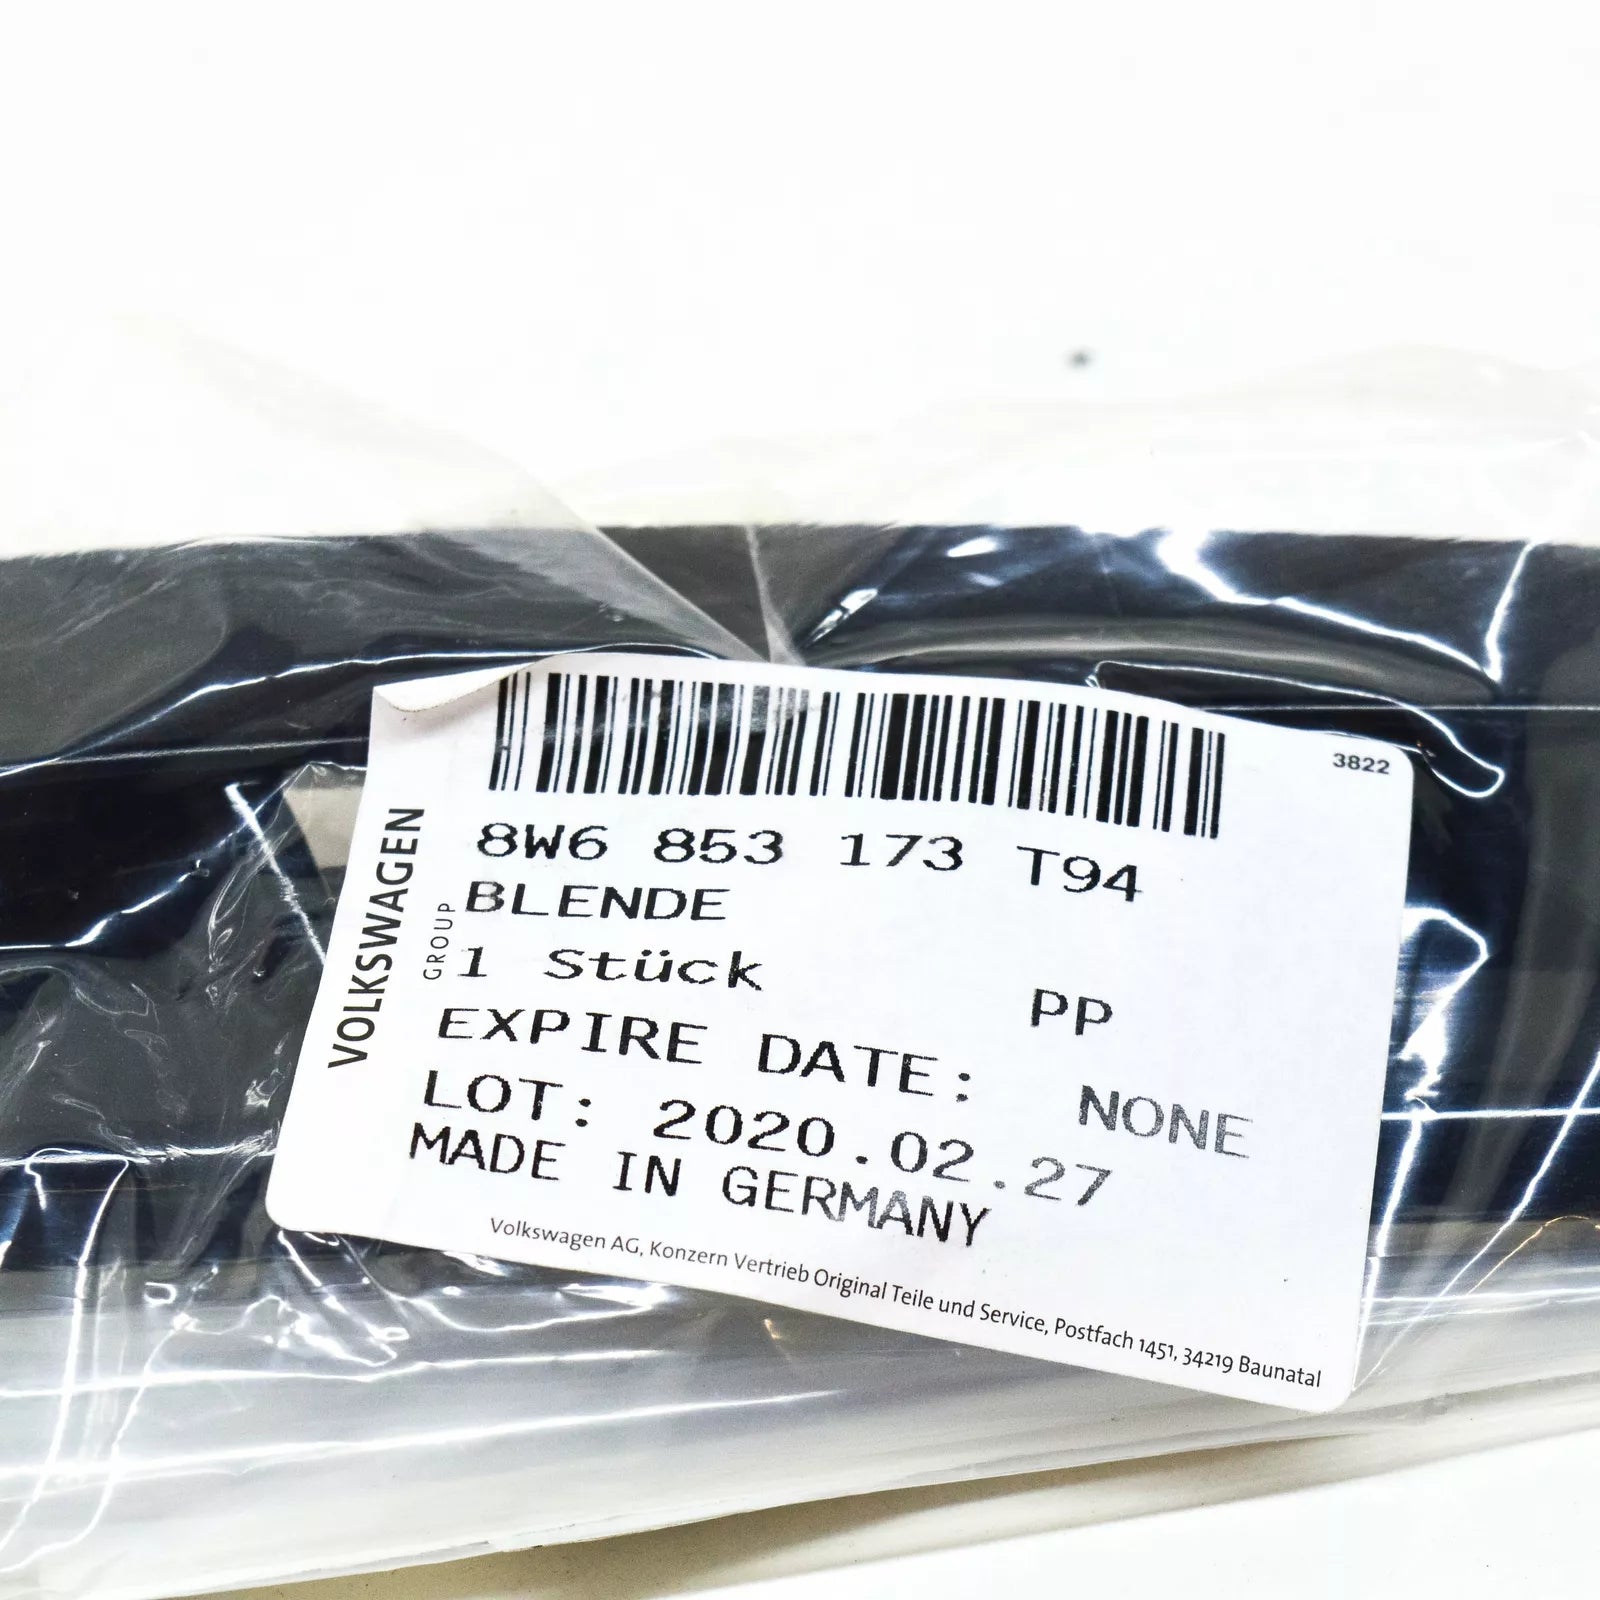 3822
8W6 853 173 T94
BLENDE
1 Stück
PP
EXPIRE DATE: NONE
LOT: 2020.02.27
MADE IN GERMANY
Volkswagen AG, Konzern Vertrieb Original Teile und Service, Postfach 1451, 34219 Baunatal
VOLKSWAGEN
GROUP